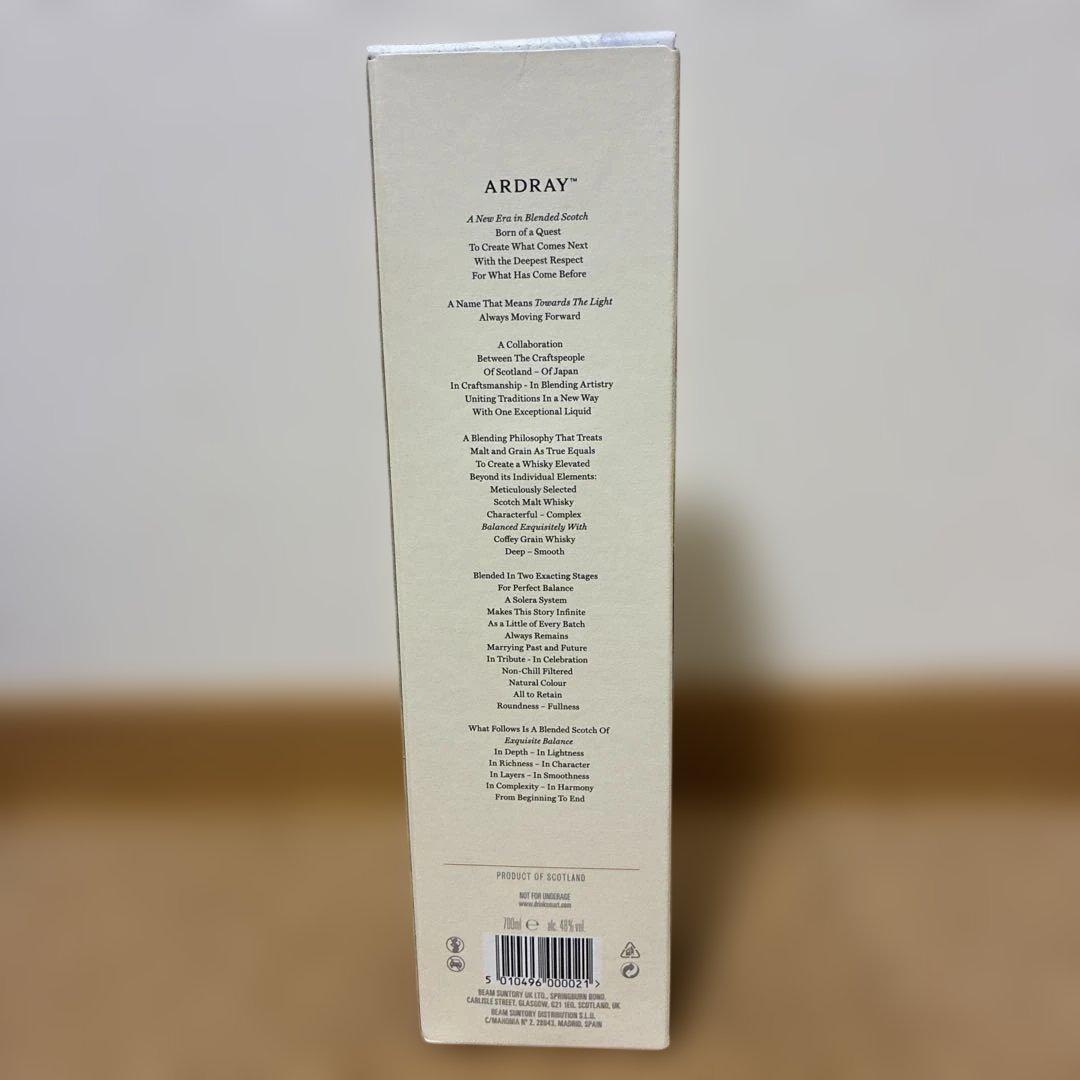 ARDRAY™
A New Era in Blended Scotch
Born of a Quest
To Create What Comes Next
With the Deepest Respect
For What Has Come Before
A Name That Means Towards The Light
Always Moving Forward
A Collaboration
Between The Craftspeople
Of Scotland – Of Japan
In Craftsmanship - In Blending Artistry
Uniting Traditions In a New Way
With One Exceptional Liquid
A Blending Philosophy That Treats
Malt and Grain As True Equals
To Create a Whisky Elevated
Beyond its Individual Elements:
Meticulously Selected
Scotch Malt Whisky
Characterful – Complex
Balanced Exquisitely With
Coffey Grain Whisky
Deep – Smooth
Blended In Two Exacting Stages
For Perfect Balance
A Solera System
Makes This Story Infinite
As a Little of Every Batch
Always Remains
Marrying Past and Future
In Tribute - In Celebration
Non-Chill Filtered
Natural Colour
All to Retain
Roundness – Fullness
What Follows Is A Blended Scotch Of
Exquisite Balance
In Depth – In Lightness
In Richness – In Character
In Layers – In Smoothness
In Complexity – In Harmony
From Beginning To End
PRODUCT OF SCOTLAND
NOT FOR UNDERAGE
www.drinksmart.com
700ml ℮ alc. 48% vol.
5 010496 000021 >
BEAM SUNTORY UK LTD., SPRINGBURN BOND,
CARLISLE STREET, GLASGOW, G21 1EQ, SCOTLAND, UK
BEAM SUNTORY DISTRIBUTION S.L.U.
C/MAHONIA Nº 2, 28043, MADRID, SPAIN